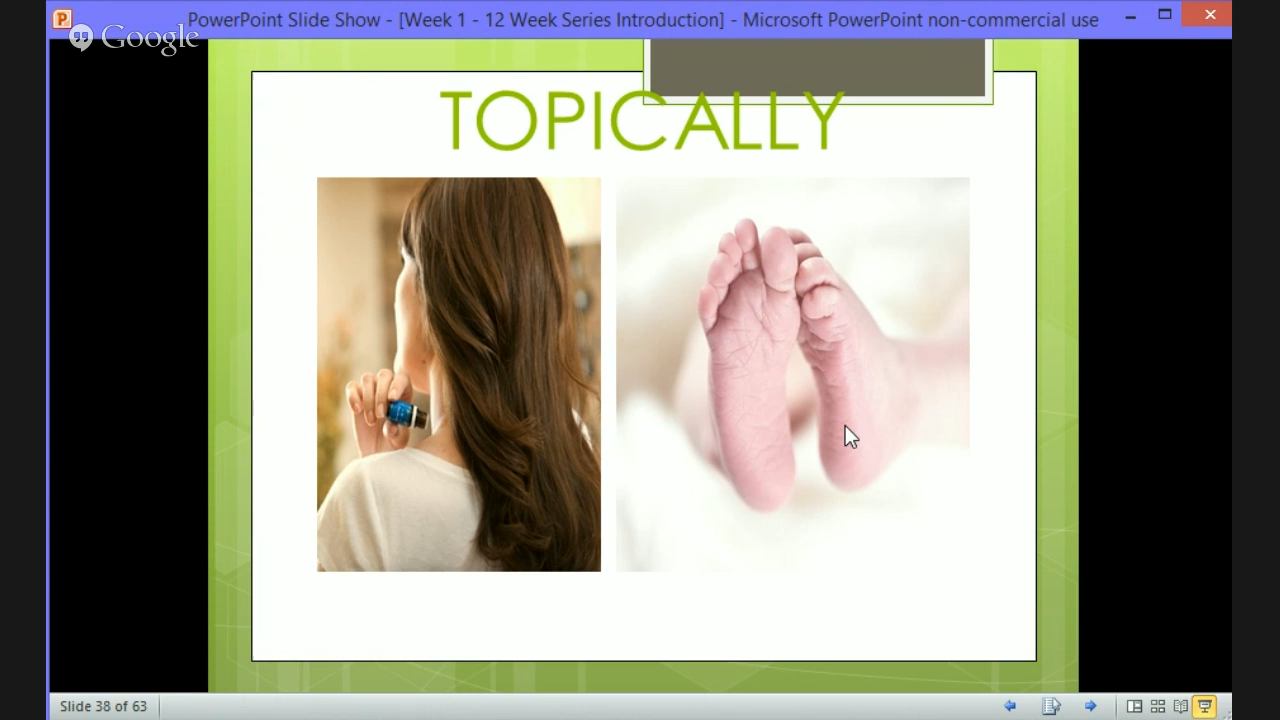 PowerPoint Slide Show - [Week 1 - 12 Week Series Introduction] - Microsoft PowerPoint non-commercial use
Google
TOPICALLY
Slide 38 of 63